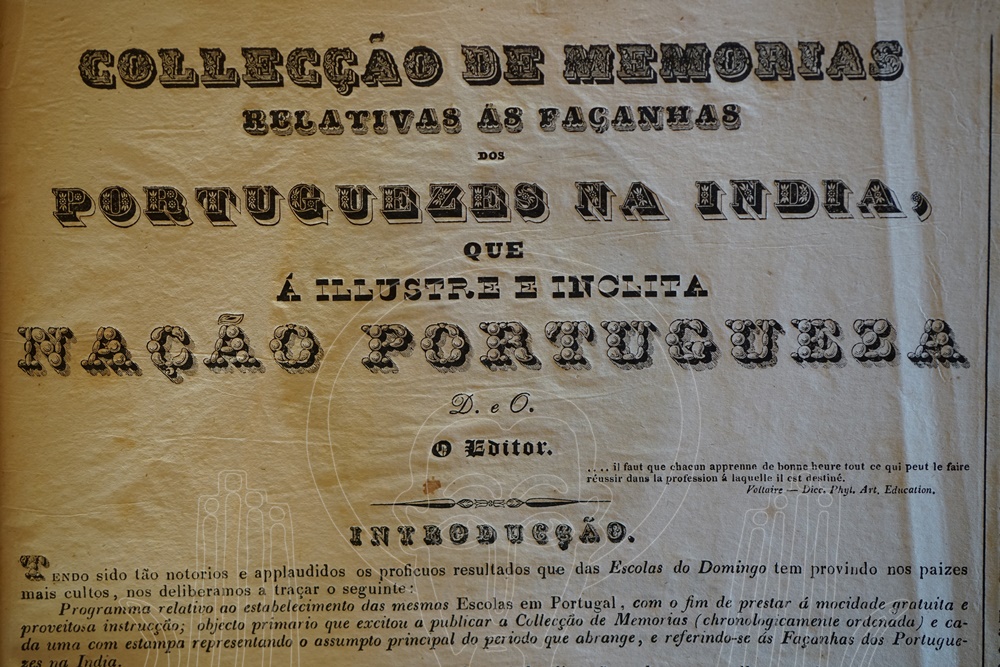 COLLECÇÃO DE MEMORIAS
RELATIVAS ÁS FAÇANHAS
DOS
PORTUGUEZES NA INDIA,
QUE
Á ILLUSTRE E INCLITA
NAÇÃO PORTUGUEZA
D. e O.
O Editor.
.... il faut que chacun apprenne de bonne heure tout ce qui peut le faire
réussir dans la profession à laquelle il est destiné.
Voltaire — Dicc. Phyl. Art. Education.
INTRODUCÇÃO.
TENDO sido tão notorios e applaudidos os proficuos resultados que das Escolas do Domingo tem provindo nos paizes
mais cultos, nos deliberamos a traçar o seguinte:
Programma relativo ao estabelecimento das mesmas Escolas em Portugal, com o fim de prestar á mocidade gratuita e
proveitosa instrucção; objecto primario que excitou a publicar a Collecção de Memorias (chronologicamente ordenada) e ca-
da uma com estampa representando o assumpto principal do periodo que abrange, e referindo-se ás Façanhas dos Portugue-
zes na India.